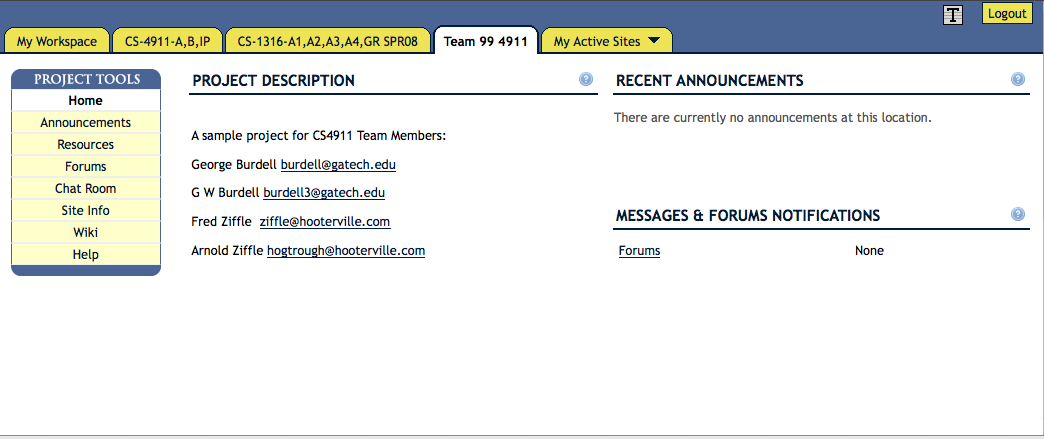 T
Logout
My Workspace
CS-4911-A,B,IP
CS-1316-A1,A2,A3,A4,GR SPR08
Team 99 4911
My Active Sites
PROJECT TOOLS
Home
Announcements
Resources
Forums
Chat Room
Site Info
Wiki
Help
PROJECT DESCRIPTION
?
A sample project for CS4911 Team Members:
George Burdell burdell@gatech.edu
G W Burdell burdell3@gatech.edu
Fred Ziffle ziffle@hooterville.com
Arnold Ziffle hogtrough@hooterville.com
RECENT ANNOUNCEMENTS
?
There are currently no announcements at this location.
MESSAGES & FORUMS NOTIFICATIONS
?
Forums None